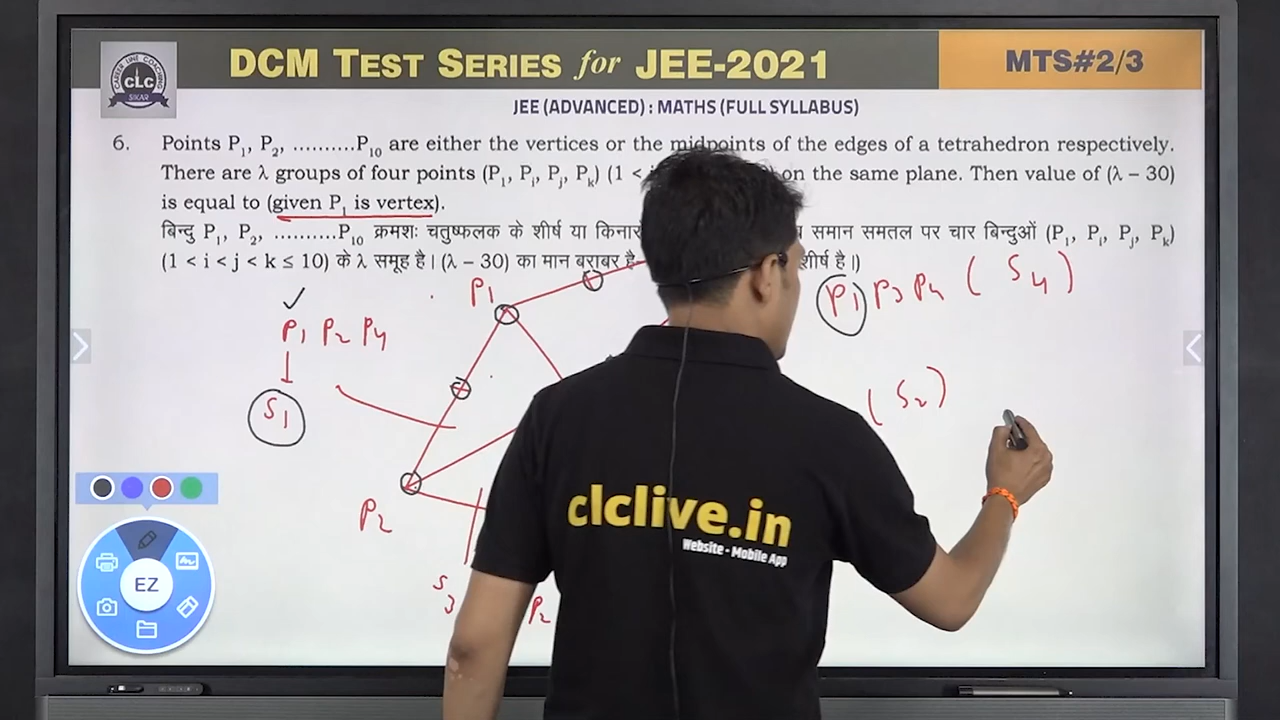 DCM TEST SERIES for JEE-2021
MTS#2/3
CAREER LINE COACHING
CLC
SIKAR
JEE (ADVANCED) : MATHS (FULL SYLLABUS)
6. Points P₁, P₂, ..........P₁₀ are either the vertices or the midpoints of the edges of a tetrahedron respectively.
There are λ groups of four points (P₁, Pᵢ, Pⱼ, Pₖ) (1 < on the same plane. Then value of (λ – 30)
is equal to (given P₁ is vertex).
बिन्दु P₁, P₂, ..........P₁₀ क्रमशः चतुष्फलक के शीर्ष या समान समतल पर चार बिन्दुओं (P₁, Pᵢ, Pⱼ, Pₖ)
(1 < i < j < k ≤ 10) के λ समूह है। (λ – 30) का मान बराबर है शीर्ष है।)
P1
P1 P3 P4 ( S4 )
P1 P2 P4
S1
( S2 )
P2
S3
P2
EZ
clclive.in
Website - Mobile App